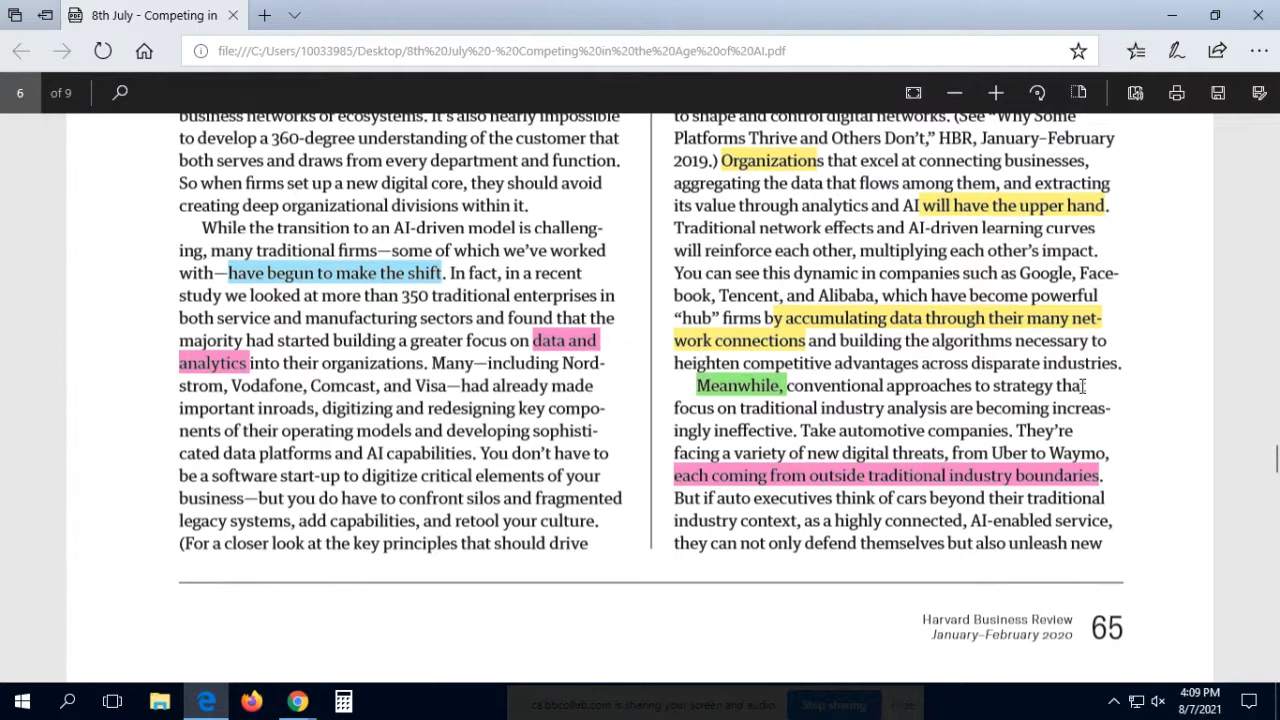 8th July - Competing in
file:///C:/Users/10033985/Desktop/8th%20July%20-%20Competing%20in%20the%20Age%20of%20AI.pdf
6 of 9
business networks or ecosystems. It's also nearly impossible
to develop a 360-degree understanding of the customer that
both serves and draws from every department and function.
So when firms set up a new digital core, they should avoid
creating deep organizational divisions within it.
While the transition to an AI-driven model is challeng-
ing, many traditional firms—some of which we've worked
with—have begun to make the shift. In fact, in a recent
study we looked at more than 350 traditional enterprises in
both service and manufacturing sectors and found that the
majority had started building a greater focus on data and
analytics into their organizations. Many—including Nord-
strom, Vodafone, Comcast, and Visa—had already made
important inroads, digitizing and redesigning key compo-
nents of their operating models and developing sophisti-
cated data platforms and AI capabilities. You don't have to
be a software start-up to digitize critical elements of your
business—but you do have to confront silos and fragmented
legacy systems, add capabilities, and retool your culture.
(For a closer look at the key principles that should drive
to shape and control digital networks. (See "Why Some
Platforms Thrive and Others Don't," HBR, January–February
2019.) Organizations that excel at connecting businesses,
aggregating the data that flows among them, and extracting
its value through analytics and AI will have the upper hand.
Traditional network effects and AI-driven learning curves
will reinforce each other, multiplying each other's impact.
You can see this dynamic in companies such as Google, Face-
book, Tencent, and Alibaba, which have become powerful
"hub" firms by accumulating data through their many net-
work connections and building the algorithms necessary to
heighten competitive advantages across disparate industries.
Meanwhile, conventional approaches to strategy that
focus on traditional industry analysis are becoming increas-
ingly ineffective. Take automotive companies. They're
facing a variety of new digital threats, from Uber to Waymo,
each coming from outside traditional industry boundaries.
But if auto executives think of cars beyond their traditional
industry context, as a highly connected, AI-enabled service,
they can not only defend themselves but also unleash new
Harvard Business Review
January–February 2020
65
ca.bbcollab.com is sharing your screen and audio.
Stop sharing
Hide
4:09 PM
8/7/2021